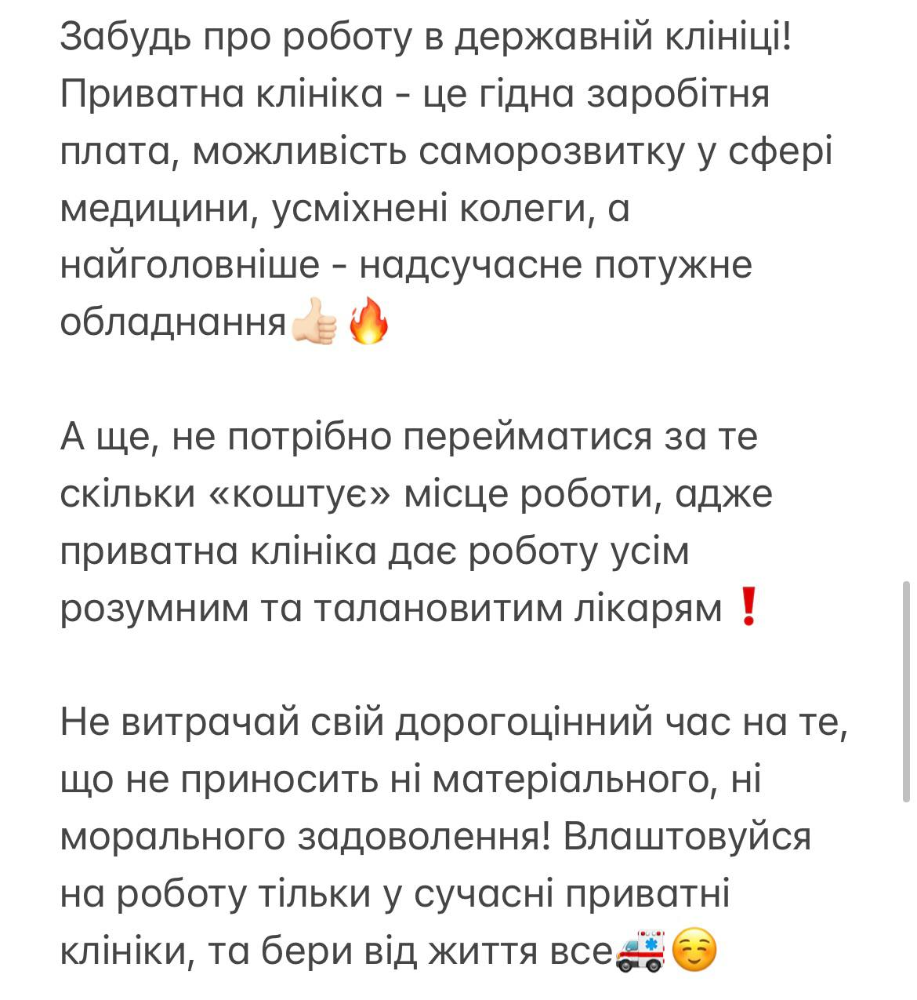 Забудь про роботу в державній клініці!
Приватна клініка - це гідна заробітня
плата, можливість саморозвитку у сфері
медицини, усміхнені колеги, а
найголовніше - надсучасне потужне
обладнання👍🏻🔥
А ще, не потрібно перейматися за те
скільки «коштує» місце роботи, адже
приватна клініка дає роботу усім
розумним та талановитим лікарям❗
Не витрачай свій дорогоцінний час на те,
що не приносить ні матеріального, ні
морального задоволення! Влаштовуйся
на роботу тільки у сучасні приватні
клініки, та бери від життя все🚑☺️